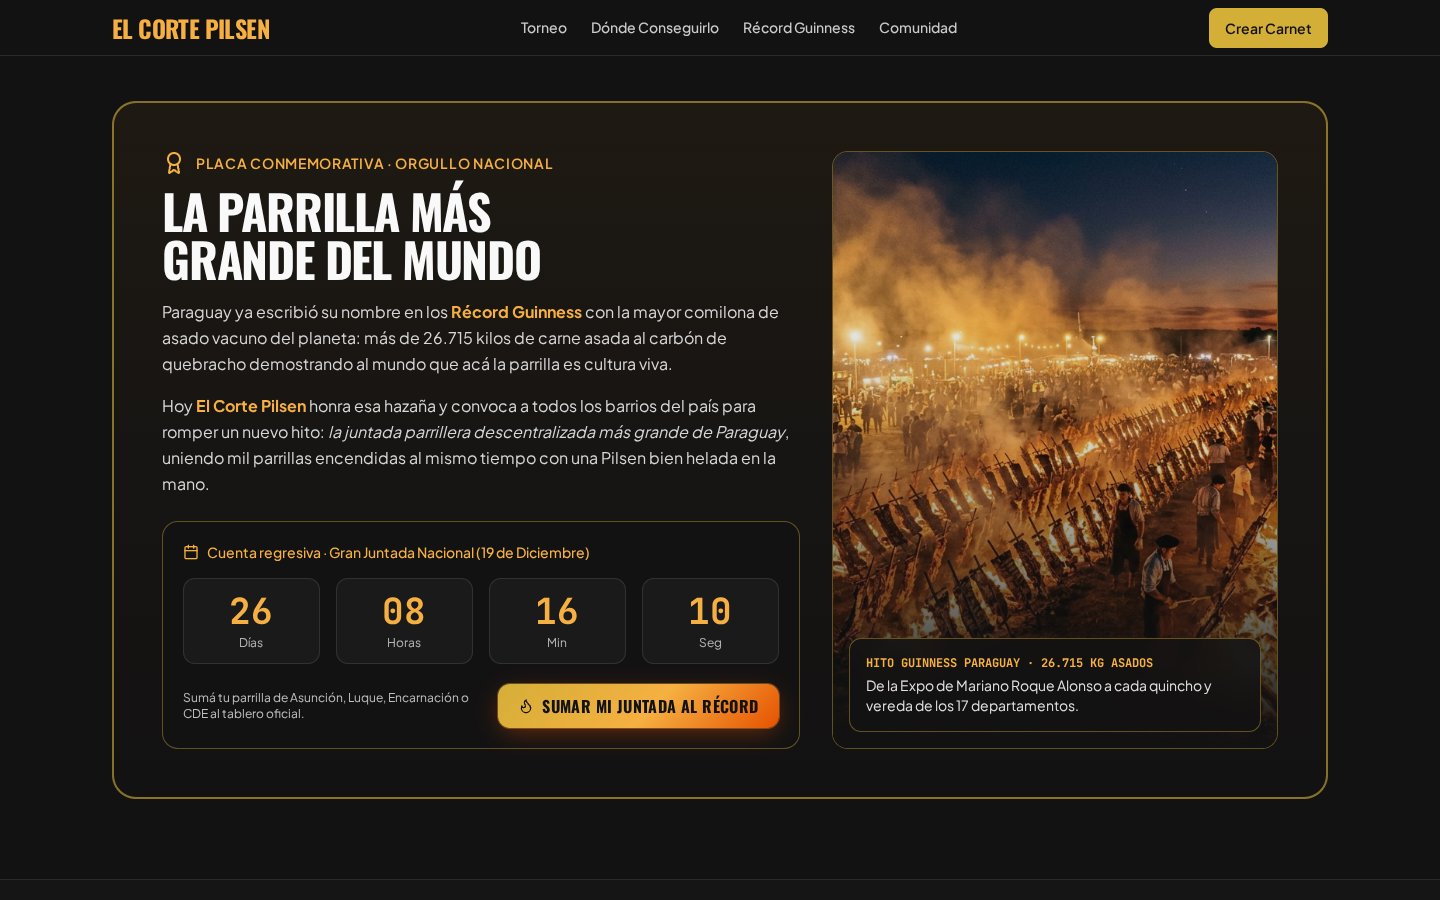 EL CORTE PILSEN
Torneo
Dónde Conseguirlo
Récord Guinness
Comunidad
Crear Carnet
PLACA CONMEMORATIVA · ORGULLO NACIONAL
LA PARRILLA MÁS
GRANDE DEL MUNDO
Paraguay ya escribió su nombre en los Récord Guinness con la mayor comilona de
asado vacuno del planeta: más de 26.715 kilos de carne asada al carbón de
quebracho demostrando al mundo que acá la parrilla es cultura viva.
Hoy El Corte Pilsen honra esa hazaña y convoca a todos los barrios del país para
romper un nuevo hito: la juntada parrillera descentralizada más grande de Paraguay,
uniendo mil parrillas encendidas al mismo tiempo con una Pilsen bien helada en la
mano.
Cuenta regresiva · Gran Juntada Nacional (19 de Diciembre)
26
Días
08
Horas
16
Min
10
Seg
Sumá tu parrilla de Asunción, Luque, Encarnación o
CDE al tablero oficial.
SUMAR MI JUNTADA AL RÉCORD
HITO GUINNESS PARAGUAY · 26.715 KG ASADOS
De la Expo de Mariano Roque Alonso a cada quincho y
vereda de los 17 departamentos.